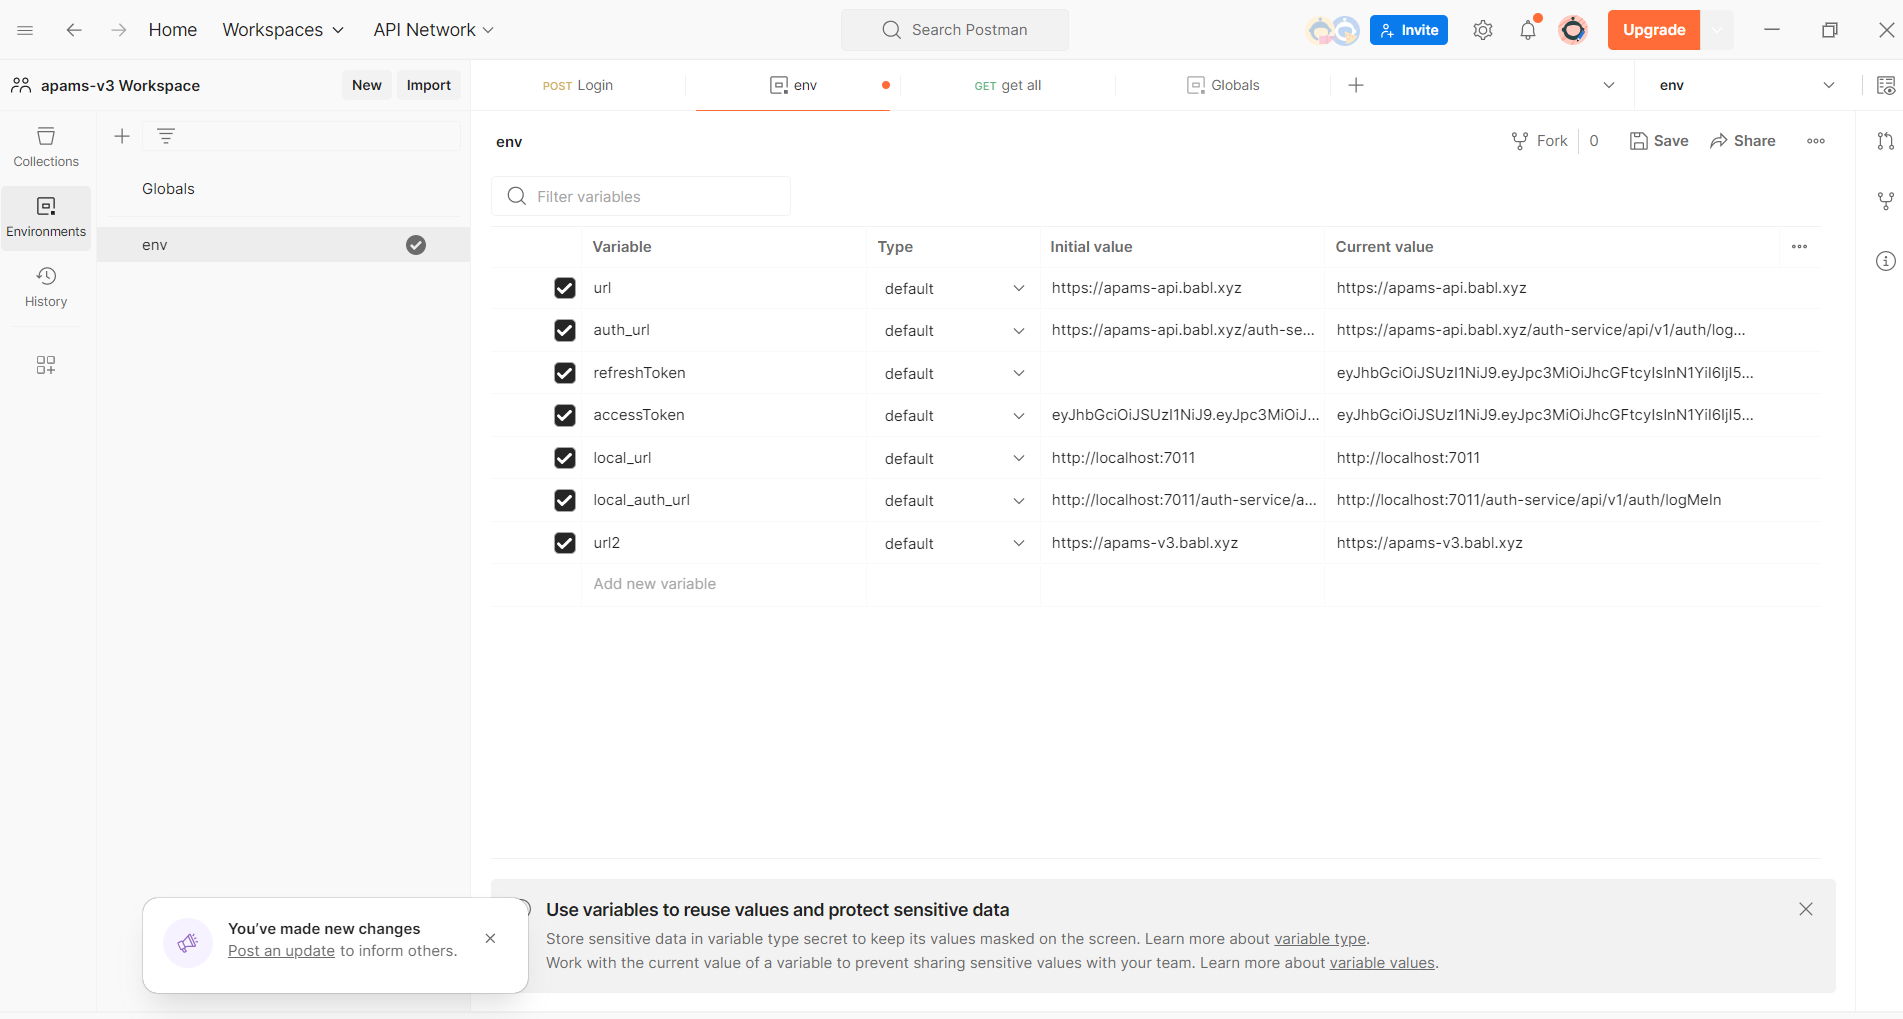 Home Workspaces API Network Search Postman Invite Upgrade
apams-v3 Workspace New Import POST Login env GET get all Globals env
Collections
Environments
History
Globals
env
env Fork 0 Save Share
Filter variables
Variable Type Initial value Current value
url default https://apams-api.babl.xyz https://apams-api.babl.xyz
auth_url default https://apams-api.babl.xyz/auth-se... https://apams-api.babl.xyz/auth-service/api/v1/auth/log...
refreshToken default eyJhbGciOiJSUzI1NiJ9.eyJpc3MiOiJhcGFtcyIsInN1YiI6IjI5...
accessToken default eyJhbGciOiJSUzI1NiJ9.eyJpc3MiOiJ... eyJhbGciOiJSUzI1NiJ9.eyJpc3MiOiJhcGFtcyIsInN1YiI6IjI5...
local_url default http://localhost:7011 http://localhost:7011
local_auth_url default http://localhost:7011/auth-service/a... http://localhost:7011/auth-service/api/v1/auth/logMeIn
url2 default https://apams-v3.babl.xyz https://apams-v3.babl.xyz
Add new variable
You've made new changes
Post an update to inform others.
Use variables to reuse values and protect sensitive data
Store sensitive data in variable type secret to keep its values masked on the screen. Learn more about variable type.
Work with the current value of a variable to prevent sharing sensitive values with your team. Learn more about variable values.